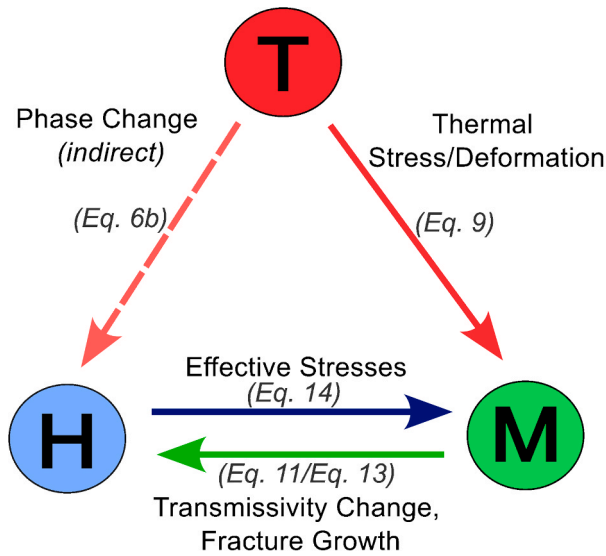 T
Phase Change
(indirect)
Thermal
Stress/Deformation
(Eq. 6b)
(Eq. 9)
Effective Stresses
(Eq. 14)
H
M
(Eq. 11/Eq. 13)
Transmissivity Change,
Fracture Growth